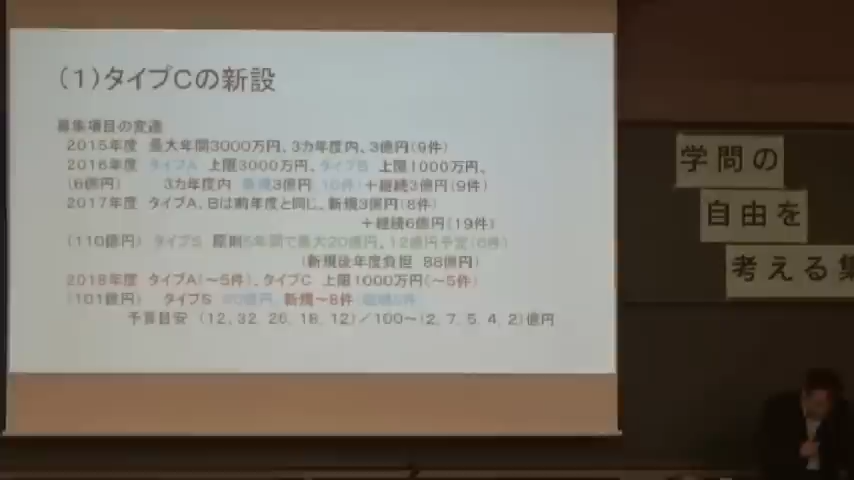 (1)タイプCの新設
募集項目の変遷
2015年度 最大年間3000万円、3カ年度内、3億円(9件)
2016年度 タイプA 上限3000万円、タイプB 上限1000万円、
(6億円) 3カ年度内 新規3億円(10件)+継続3億円(9件)
2017年度 タイプA、Bは前年度と同じ、新規3億円(8件)
+継続6億円(19件)
(110億円) タイプS 原則5年間で最大20億円、12億円予定(6件)
(新規後年度負担 88億円)
2018年度 タイプA(~5件)、タイプC 上限1000万円(~5件)
(101億円) タイプS 新規~8件
予算目安 (12, 32, 26, 18, 12)/100~(2, 7, 5, 4, 2)億円
学問の
自由を
考える集